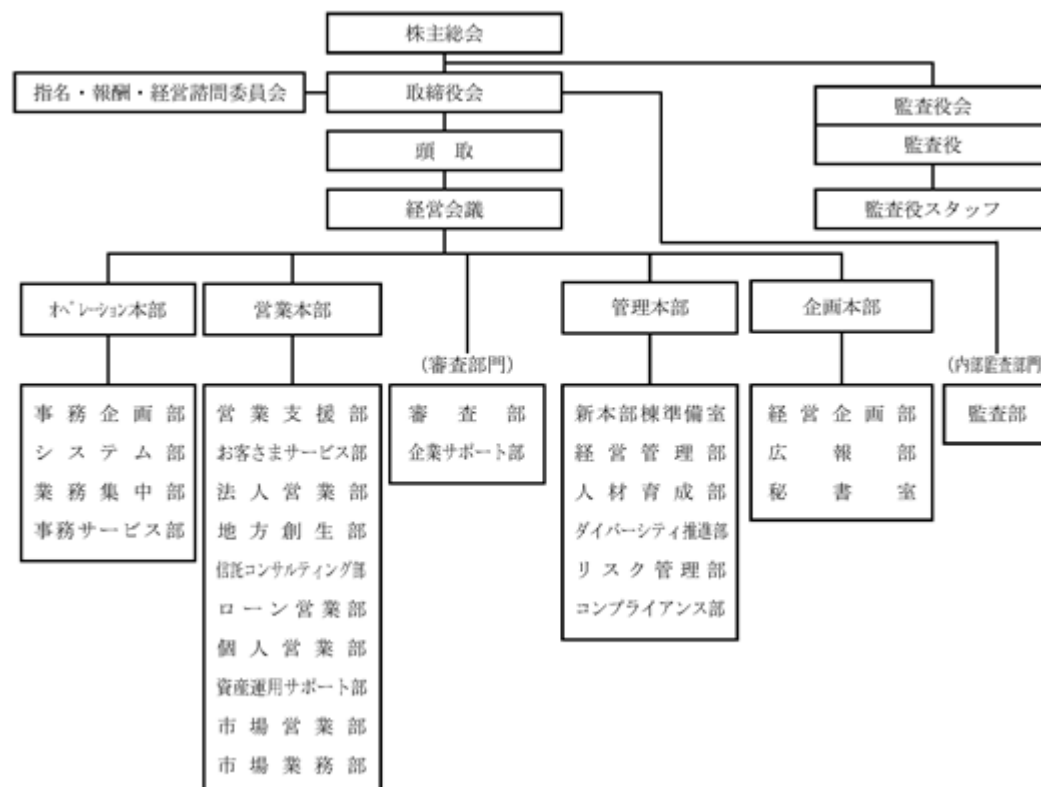 株主総会
指名・報酬・経営諮問委員会
取締役会
監査役会
監査役
頭取
監査役スタッフ
経営会議
オペレーション本部
営業本部
管理本部
企画本部
(審査部門)
(内部監査部門)
事務企画部
システム部
業務集中部
事務サービス部
営業支援部
お客さまサービス部
法人営業部
地方創生部
信託コンサルティング部
ローン営業部
個人営業部
資産運用サポート部
市場営業部
市場業務部
審査部
企業サポート部
新本部棟準備室
経営管理部
人材育成部
ダイバーシティ推進部
リスク管理部
コンプライアンス部
経営企画部
広報部
秘書室
監査部